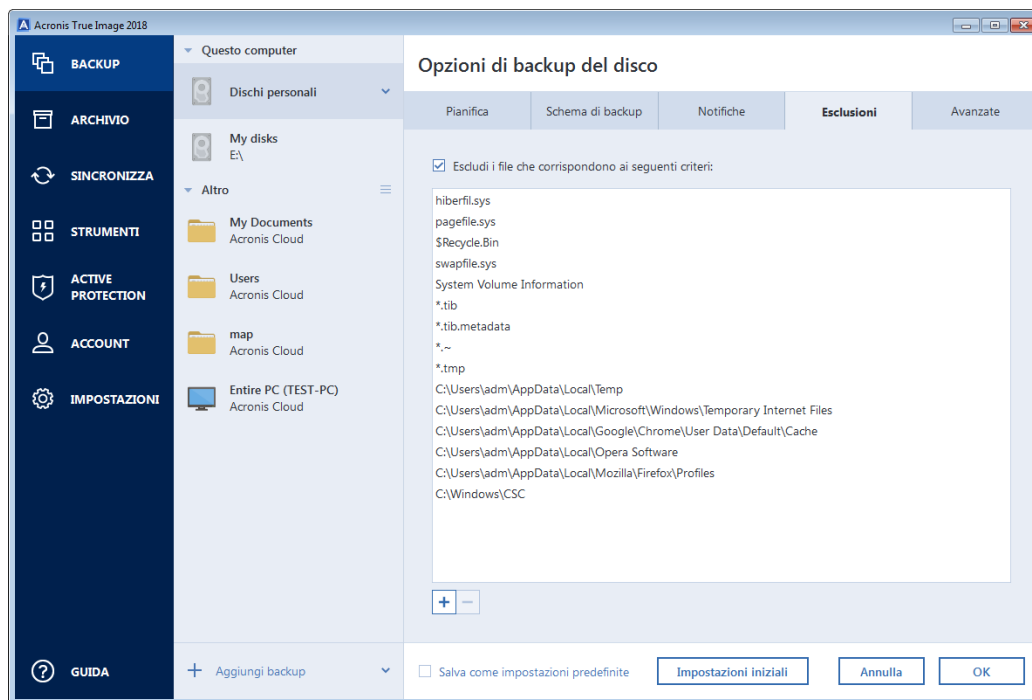 Acronis True Image 2018
BACKUP
ARCHIVIO
SINCRONIZZA
STRUMENTI
ACTIVE
PROTECTION
ACCOUNT
IMPOSTAZIONI
GUIDA
Questo computer
Dischi personali
My disks
E:\
Altro
My Documents
Acronis Cloud
Users
Acronis Cloud
map
Acronis Cloud
Entire PC (TEST-PC)
Acronis Cloud
Aggiungi backup
Opzioni di backup del disco
Pianifica
Schema di backup
Notifiche
Esclusioni
Avanzate
Escludi i file che corrispondono ai seguenti criteri:
hiberfil.sys
pagefile.sys
$Recycle.Bin
swapfile.sys
System Volume Information
*.tib
*.tib.metadata
*.~
*.tmp
C:\Users\adm\AppData\Local\Temp
C:\Users\adm\AppData\Local\Microsoft\Windows\Temporary Internet Files
C:\Users\adm\AppData\Local\Google\Chrome\User Data\Default\Cache
C:\Users\adm\AppData\Local\Opera Software
C:\Users\adm\AppData\Local\Mozilla\Firefox\Profiles
C:\Windows\CSC
Salva come impostazioni predefinite
Impostazioni iniziali
Annulla
OK